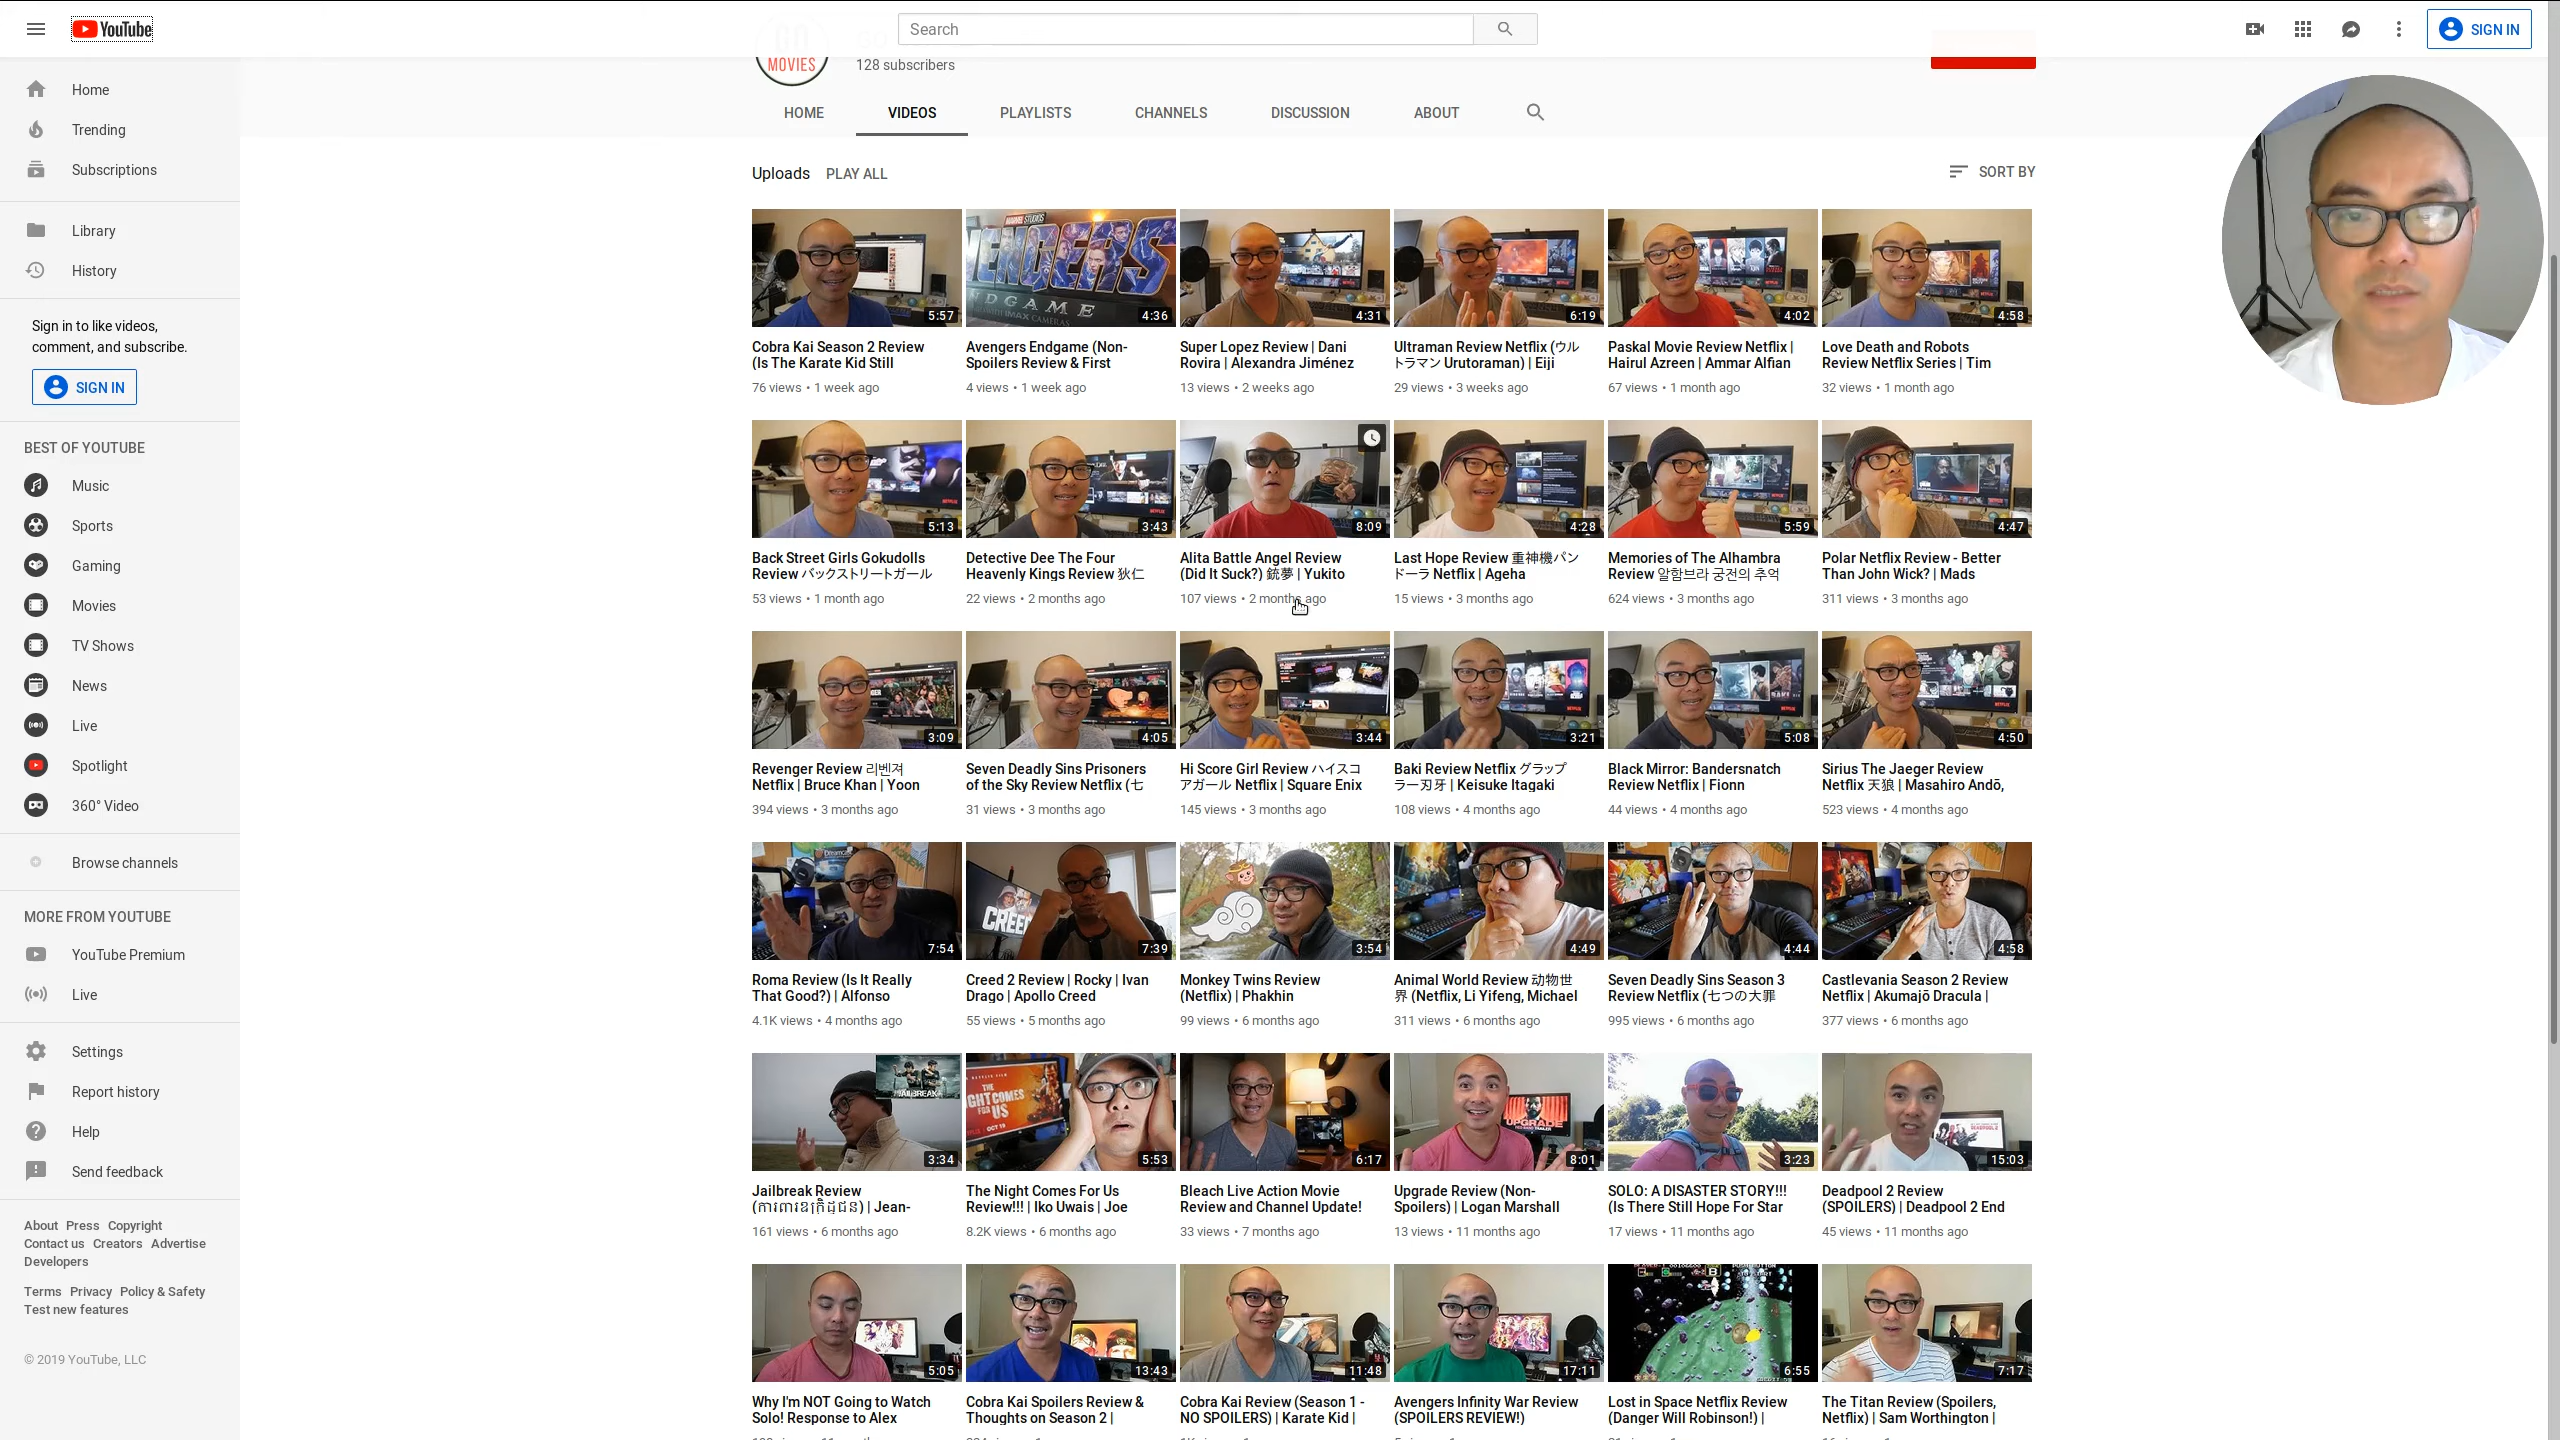 YouTube
Search
SIGN IN
MOVIES
128 subscribers
HOME
VIDEOS
PLAYLISTS
CHANNELS
DISCUSSION
ABOUT
Home
Trending
Subscriptions
Library
History
Sign in to like videos,
comment, and subscribe.
SIGN IN
BEST OF YOUTUBE
Music
Sports
Gaming
Movies
TV Shows
News
Live
Spotlight
360° Video
Browse channels
MORE FROM YOUTUBE
YouTube Premium
Live
Settings
Report history
Help
Send feedback
About Press Copyright
Contact us Creators Advertise
Developers
Terms Privacy Policy & Safety
Test new features
© 2019 YouTube, LLC
Uploads PLAY ALL
SORT BY
5:57
Cobra Kai Season 2 Review
(Is The Karate Kid Still
76 views • 1 week ago
MARVEL STUDIOS
ENGERS
NDGAME
IMAX CAMERAS
4:36
Avengers Endgame (Non-
Spoilers Review & First
4 views • 1 week ago
4:31
Super Lopez Review | Dani
Rovira | Alexandra Jiménez
13 views • 2 weeks ago
6:19
Ultraman Review Netflix (ウル
トラマン Urutoraman) | Eiji
29 views • 3 weeks ago
4:02
Paskal Movie Review Netflix |
Hairul Azreen | Ammar Alfian
67 views • 1 month ago
4:58
Love Death and Robots
Review Netflix Series | Tim
32 views • 1 month ago
5:13
Back Street Girls Gokudolls
Review バックストリートガール
53 views • 1 month ago
3:43
Detective Dee The Four
Heavenly Kings Review 狄仁
22 views • 2 months ago
8:09
Alita Battle Angel Review
(Did It Suck?) 銃夢 | Yukito
107 views • 2 months ago
4:28
Last Hope Review 重神機パン
ドーラ Netflix | Ageha
15 views • 3 months ago
5:59
Memories of The Alhambra
Review 알함브라 궁전의 추억
624 views • 3 months ago
4:47
Polar Netflix Review - Better
Than John Wick? | Mads
311 views • 3 months ago
3:09
Revenger Review 리벤져
Netflix | Bruce Khan | Yoon
394 views • 3 months ago
4:05
Seven Deadly Sins Prisoners
of the Sky Review Netflix (七
31 views • 3 months ago
3:44
Hi Score Girl Review ハイスコ
アガール Netflix | Square Enix
145 views • 3 months ago
3:21
Baki Review Netflix グラップ
ラー刃牙 | Keisuke Itagaki
108 views • 4 months ago
5:08
Black Mirror: Bandersnatch
Review Netflix | Fionn
44 views • 4 months ago
4:50
Sirius The Jaeger Review
Netflix 天狼 | Masahiro Andō,
523 views • 4 months ago
7:54
Roma Review (Is It Really
That Good?) | Alfonso
4.1K views • 4 months ago
CREE
7:39
Creed 2 Review | Rocky | Ivan
Drago | Apollo Creed
55 views • 5 months ago
3:54
Monkey Twins Review
(Netflix) | Phakhin
99 views • 6 months ago
4:49
Animal World Review 动物世
界 (Netflix, Li Yifeng, Michael
311 views • 6 months ago
4:44
Seven Deadly Sins Season 3
Review Netflix (七つの大罪
995 views • 6 months ago
4:58
Castlevania Season 2 Review
Netflix | Akumajō Dracula |
377 views • 6 months ago
JAILBREAK
3:34
Jailbreak Review
(ការពារឧក្រិដ្ឋជន) | Jean-
161 views • 6 months ago
THE
GHT COMES
FOR US
OCT 19
5:53
The Night Comes For Us
Review!!! | Iko Uwais | Joe
8.2K views • 6 months ago
6:17
Bleach Live Action Movie
Review and Channel Update!
33 views • 7 months ago
UPGRADE
8:01
Upgrade Review (Non-
Spoilers) | Logan Marshall
13 views • 11 months ago
3:23
SOLO: A DISASTER STORY!!!
(Is There Still Hope For Star
17 views • 11 months ago
15:03
Deadpool 2 Review
(SPOILERS) | Deadpool 2 End
45 views • 11 months ago
5:05
Why I'm NOT Going to Watch
Solo! Response to Alex
13:43
Cobra Kai Spoilers Review &
Thoughts on Season 2 |
11:48
Cobra Kai Review (Season 1 -
NO SPOILERS) | Karate Kid |
17:11
Avengers Infinity War Review
(SPOILERS REVIEW!)
6:55
Lost in Space Netflix Review
(Danger Will Robinson!) |
7:17
The Titan Review (Spoilers,
Netflix) | Sam Worthington |